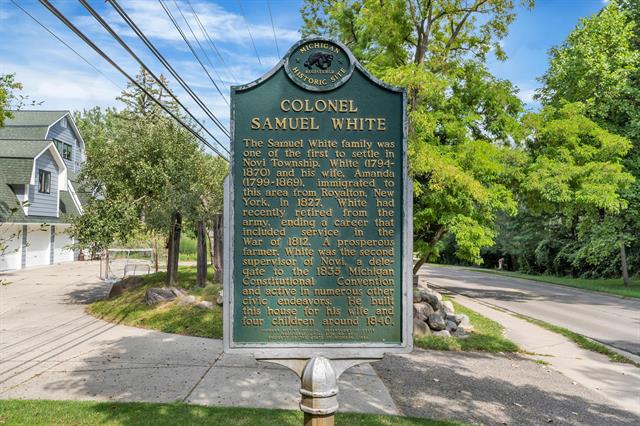 MICHIGAN
REGISTERED
HISTORIC SITE
COLONEL
SAMUEL WHITE
The Samuel White family was
one of the first to settle in
Novi Township. White (1794-
1870) and his wife, Amanda
(1799-1869), immigrated to
this area from Royalton, New
York, in 1827. White had
recently retired from the
army, ending a career that
included service in the
War of 1812. A prosperous
farmer, White was the second
supervisor of Novi, a dele-
gate to the 1835 Michigan
Constitutional Convention
and active in numerous other
civic endeavors. He built
this house for his wife and
four children around 1840.